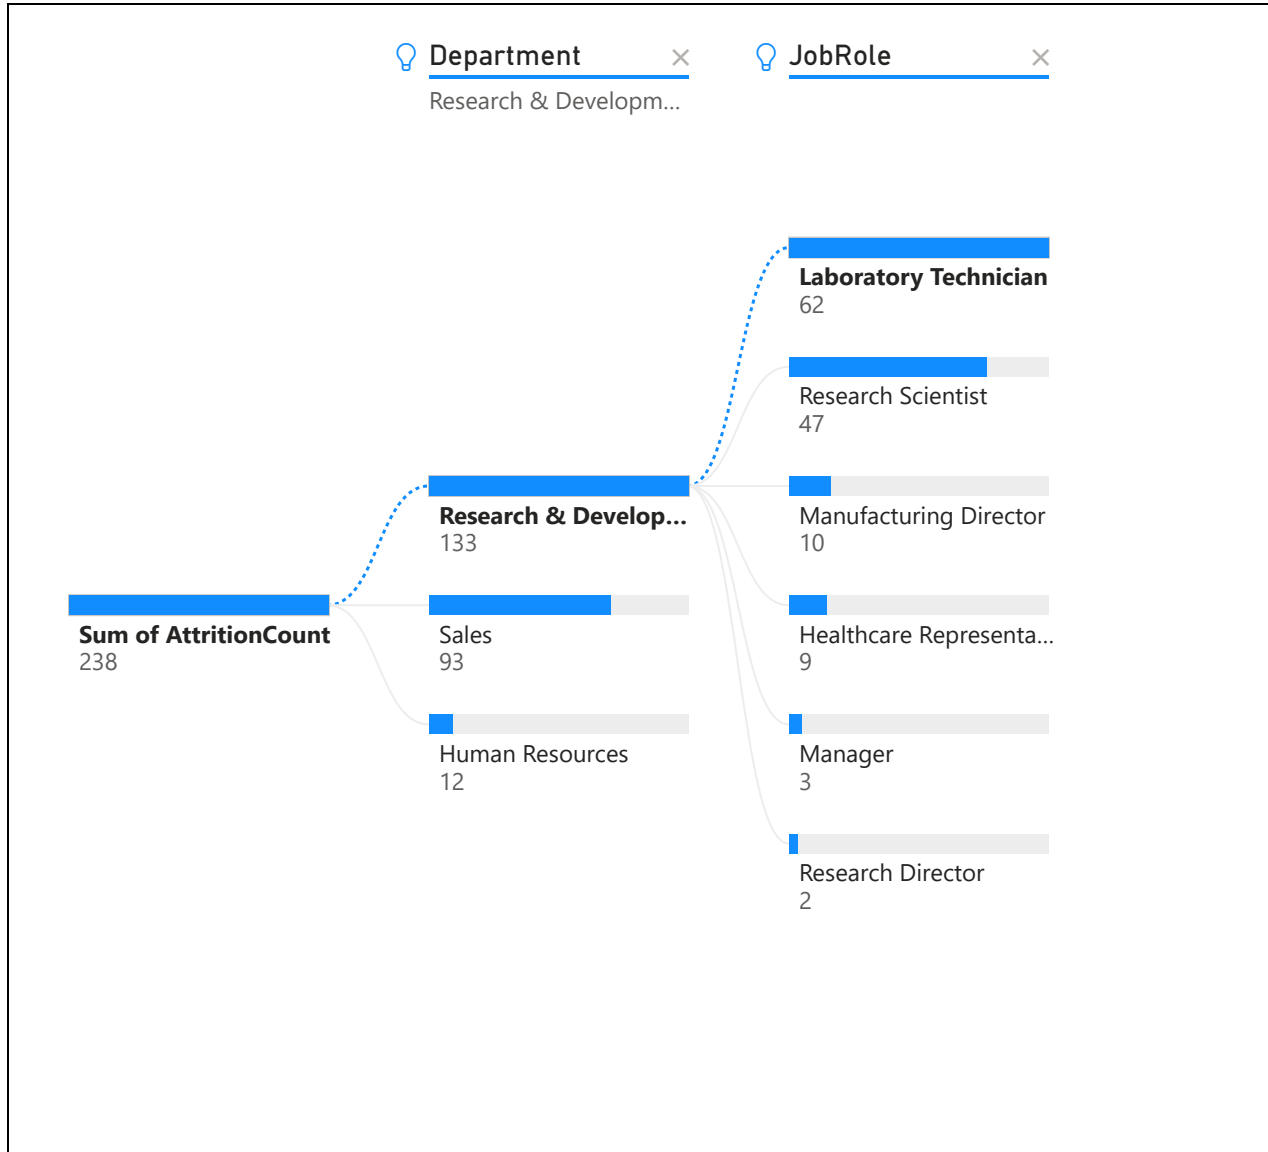 Department
JobRole
Research & Developm...
Laboratory Technician
62
Research Scientist
47
Research & Develop...
133
Manufacturing Director
10
Sum of AttritionCount
238
Sales
93
Healthcare Representa...
9
Human Resources
12
Manager
3
Research Director
2